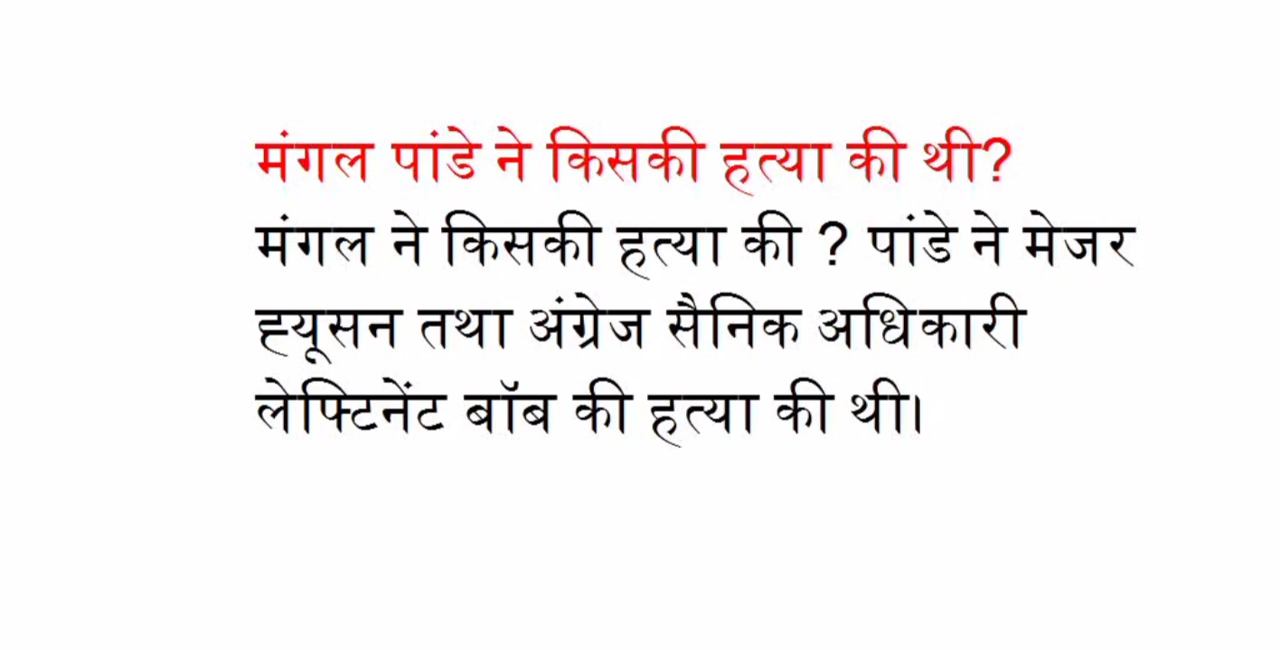 मंगल पांडे ने किसकी हत्या की थी?
मंगल ने किसकी हत्या की ? पांडे ने मेजर
ह्यूसन तथा अंग्रेज सैनिक अधिकारी
लेफ्टिनेंट बॉब की हत्या की थी।